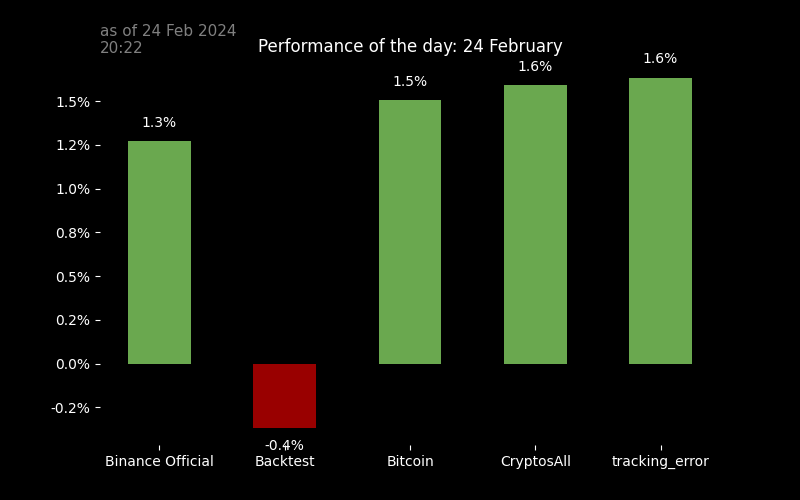 as of 24 Feb 2024
20:22
Performance of the day: 24 February
1.3%
-0.4%
1.5%
1.6%
1.6%
1.5%
1.2%
1.0%
0.8%
0.5%
0.2%
0.0%
-0.2%
Binance Official
Backtest
Bitcoin
CryptosAll
tracking_error